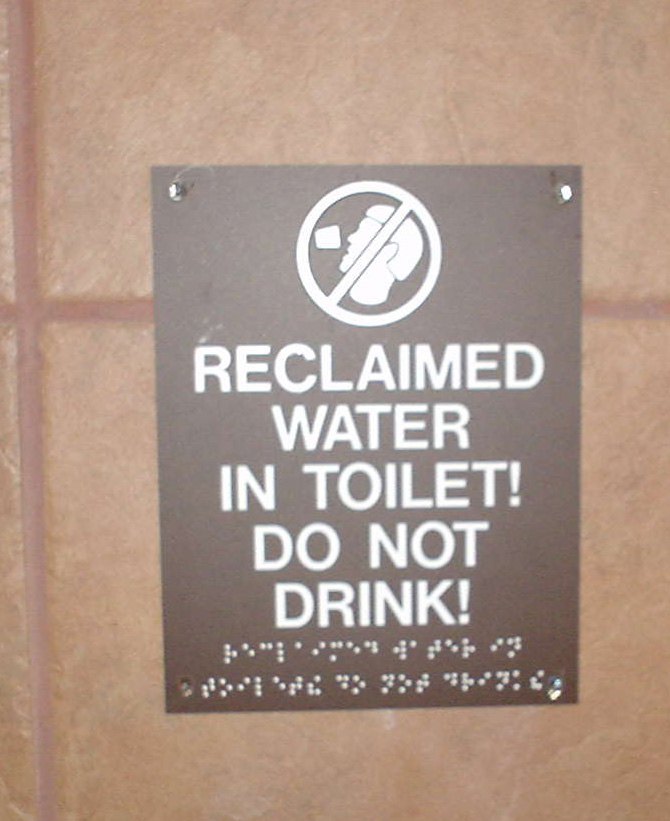 RECLAIMED
WATER
IN TOILET!
DO NOT
DRINK!
⠗⠑⠉⠇⠁⠊⠍⠑⠙ ⠺⠁⠞⠑⠗ ⠊⠝
⠞⠕⠊⠇⠑⠞⠖ ⠙⠕ ⠝⠕⠞ ⠙⠗⠊⠝⠅⠖